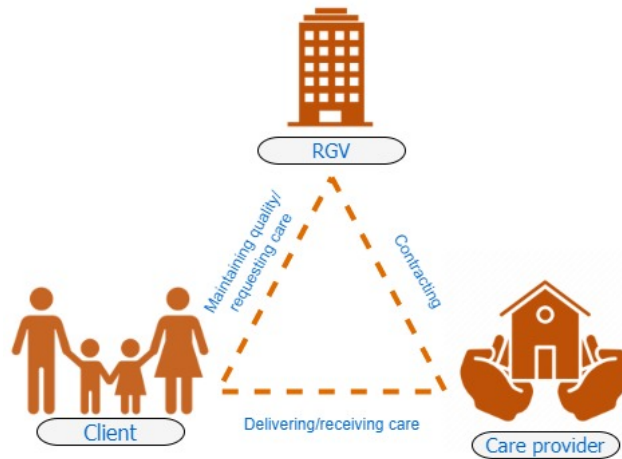 RGV
Maintaining quality/
requesting care
Contracting
Client
Delivering/receiving care
Care provider